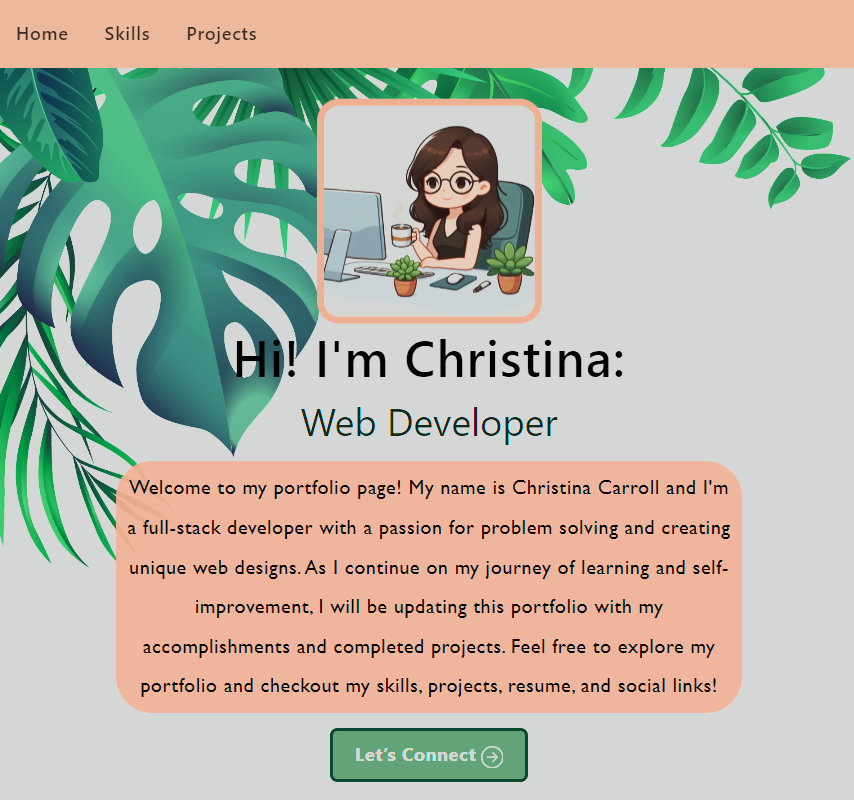 Home Skills Projects
Hi! I'm Christina:
Web Developer
Welcome to my portfolio page! My name is Christina Carroll and I'm
a full-stack developer with a passion for problem solving and creating
unique web designs. As I continue on my journey of learning and self-
improvement, I will be updating this portfolio with my
accomplishments and completed projects. Feel free to explore my
portfolio and checkout my skills, projects, resume, and social links!
Let's Connect